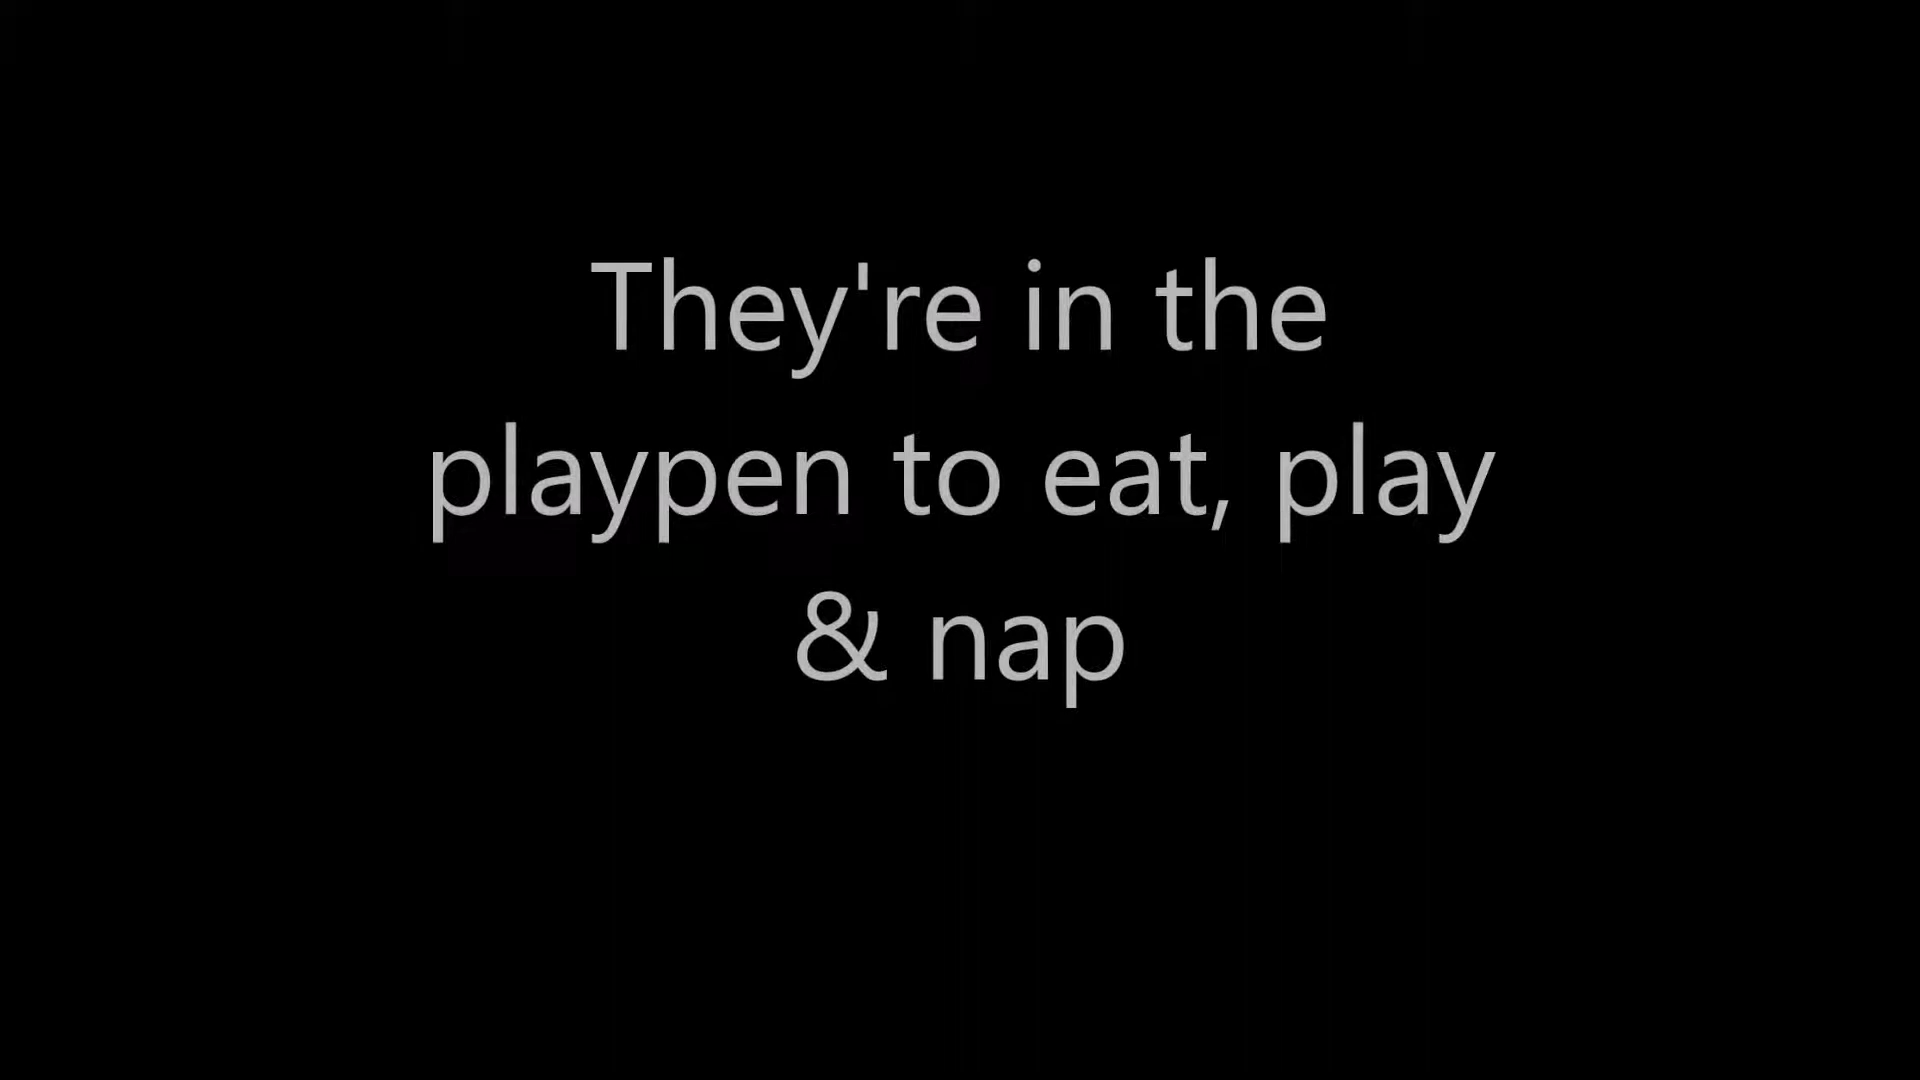 They're in the
playpen to eat, play
& nap